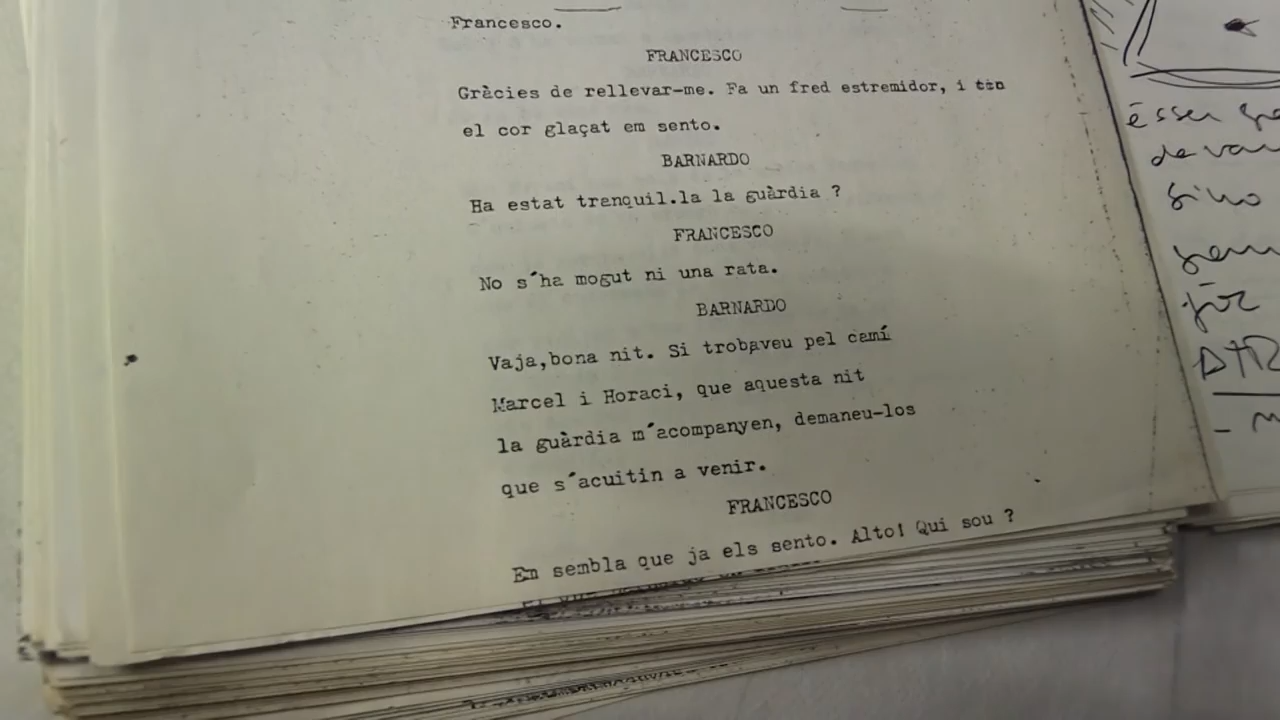 Francesco.
FRANCESCO
Gràcies de rellevar-me. Fa un fred estremidor, i
el cor glaçat em sento.
BARNARDO
Ha estat tranquil.la la guàrdia ?
FRANCESCO
No s´ha mogut ni una rata.
BARNARDO
Vaja,bona nit. Si trobaveu pel camí
Marcel i Horaci, que aquesta nit
la guàrdia m´acompanyen, demaneu-los
que s´acuitin a venir.
FRANCESCO
Em sembla que ja els sento. Alto! Qui sou ?
ésser
sino